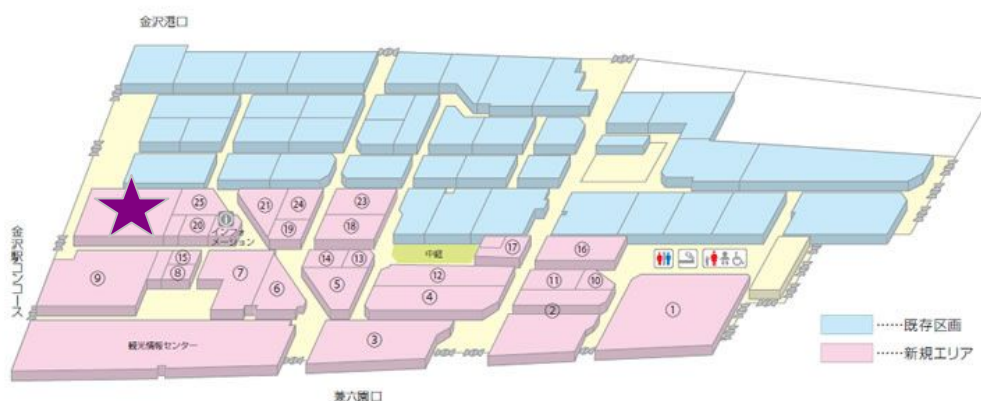 金沢港口
金沢駅コンコース
㉕
㉑
㉔
㉓
⑳
インフォ
メーション
⑲
⑱
中庭
⑰
⑯
⑨
⑮
⑧
⑦
⑥
⑭
⑬
⑤
⑫
④
⑪
⑩
②
①
③
観光情報センター
兼六園口
……既存区画
……新規エリア